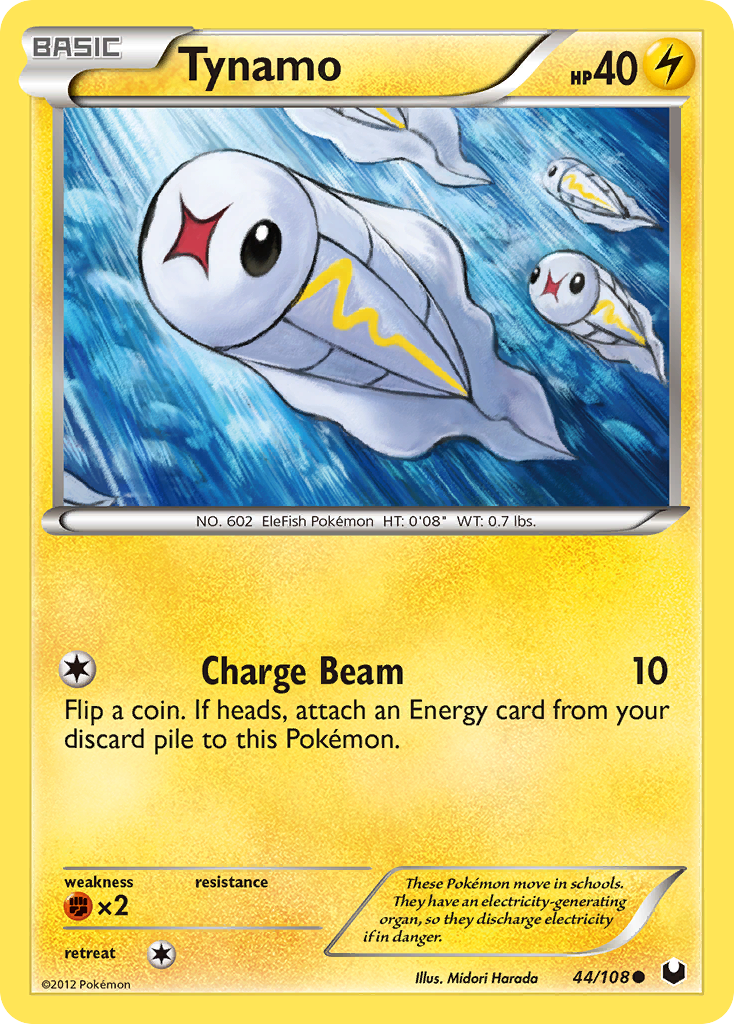 BASIC
Tynamo
HP40
NO. 602 EleFish Pokémon HT: 0'08" WT: 0.7 lbs.
Charge Beam 10
Flip a coin. If heads, attach an Energy card from your
discard pile to this Pokémon.
weakness resistance
×2
retreat
These Pokémon move in schools.
They have an electricity-generating
organ, so they discharge electricity
if in danger.
Illus. Midori Harada 44/108
©2012 Pokémon